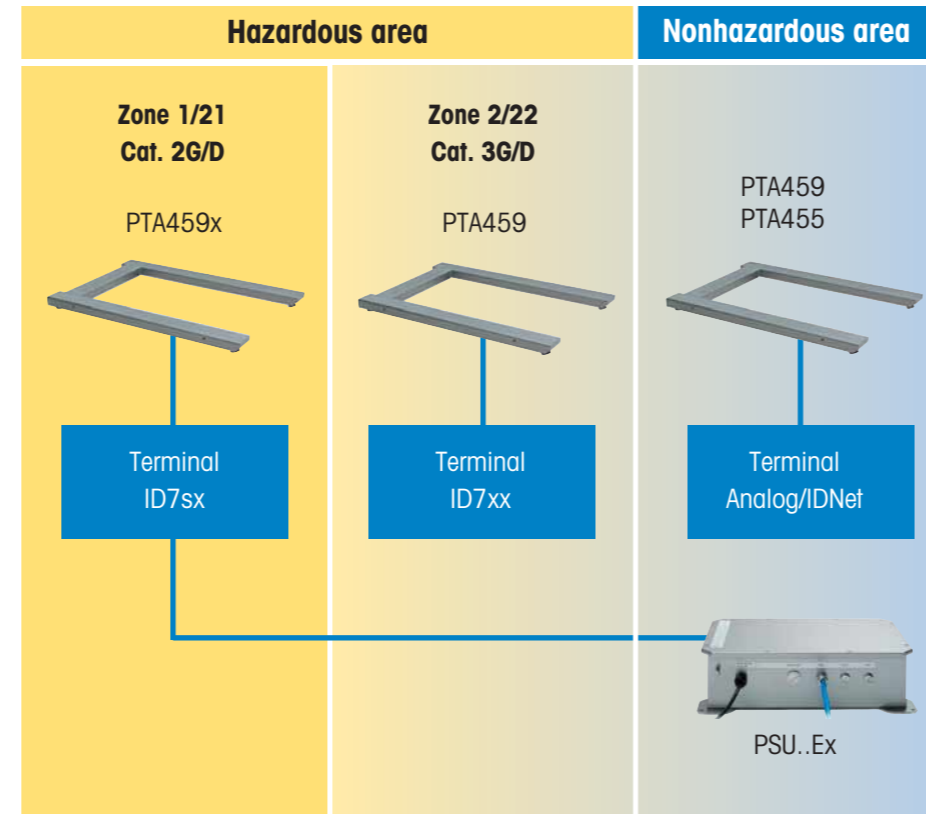 Hazardous area
Nonhazardous area
Zone 1/21
Cat. 2G/D
PTA459x
Zone 2/22
Cat. 3G/D
PTA459
PTA459
PTA455
Terminal
ID7sx
Terminal
ID7xx
Terminal
Analog/IDNet
PSU..Ex